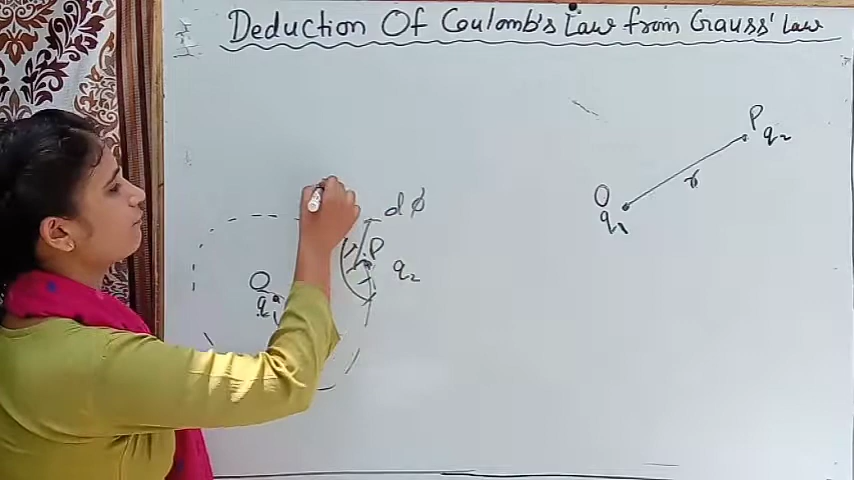 Deduction Of Coulomb's Law from Gauss' Law
P
q₂
O
r
q₁
dφ
P
q₂
O
q₁